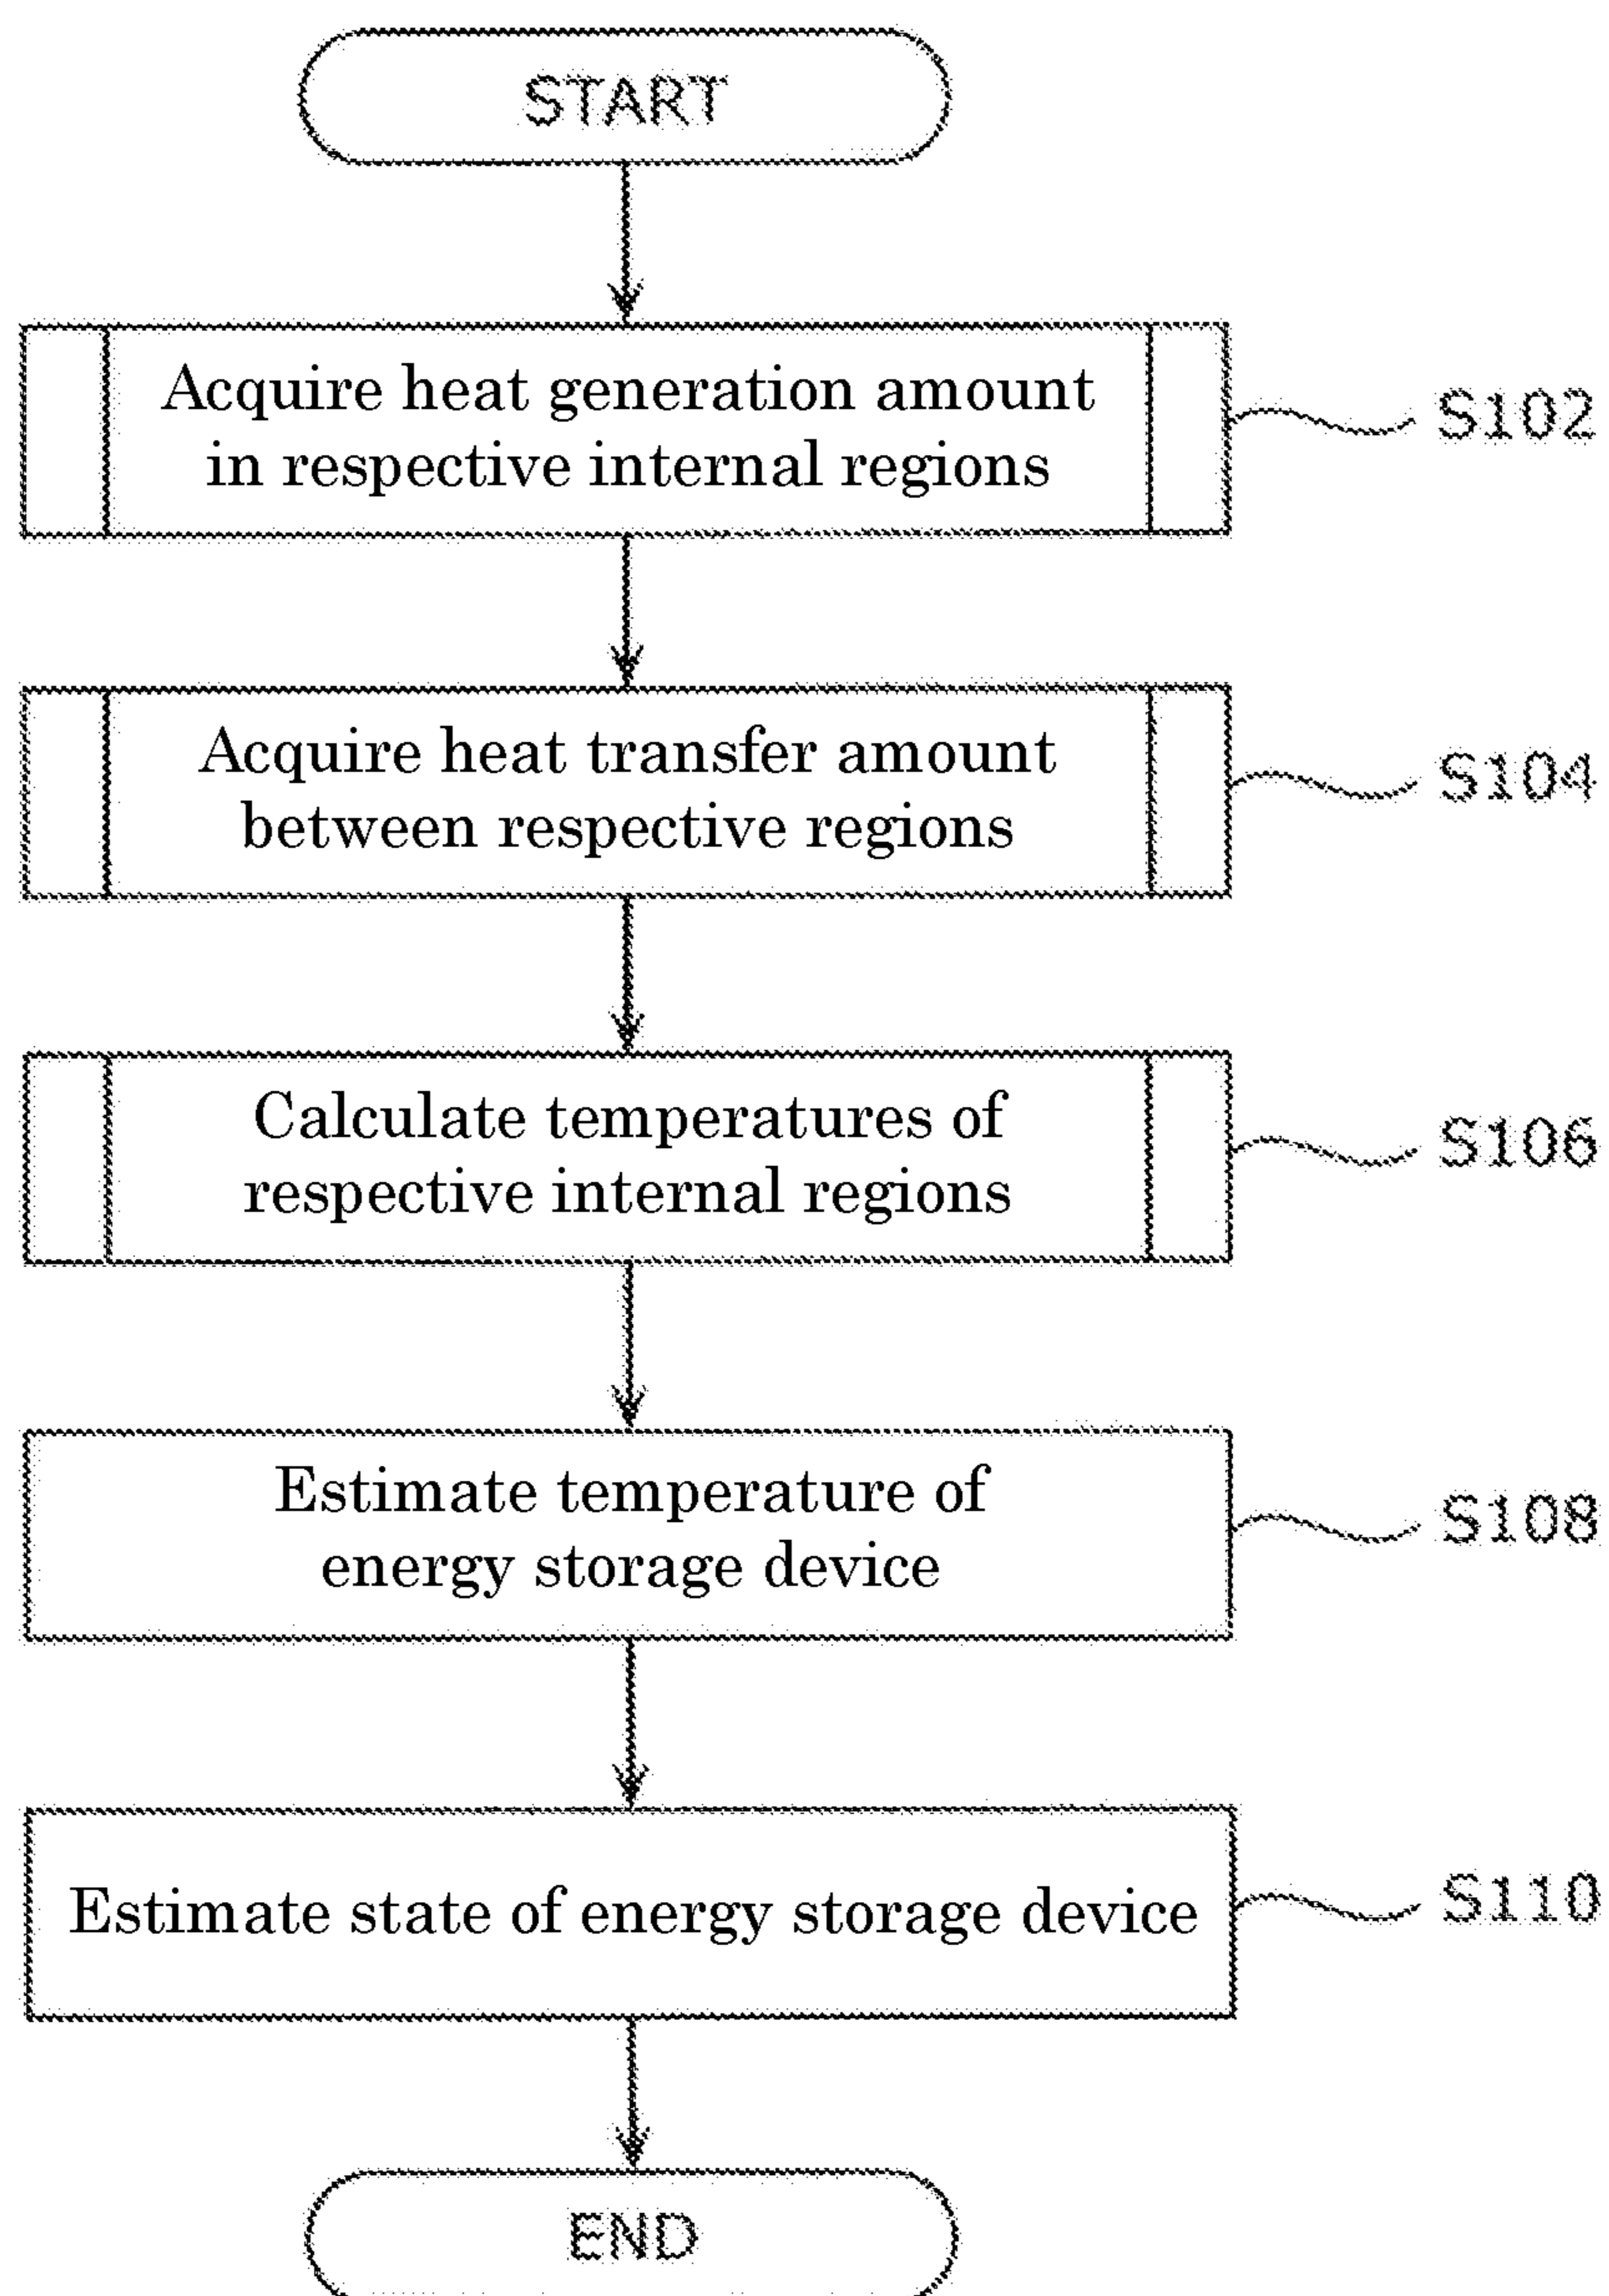 START
Acquire heat generation amount
in respective internal regions
S102
Acquire heat transfer amount
between respective regions
S104
Calculate temperatures of
respective internal regions
S106
Estimate temperature of
energy storage device
S108
Estimate state of energy storage device
S110
END